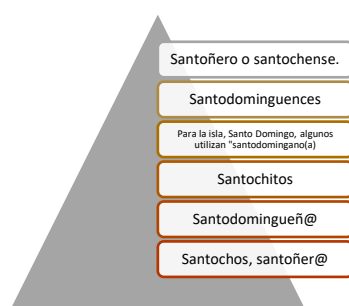 Santoñero o santochense.
Santodominguences
Para la isla, Santo Domingo, algunos
utilizan "santodomingano(a)
Santochitos
Santodomingueñ@
Santochos, santoñer@